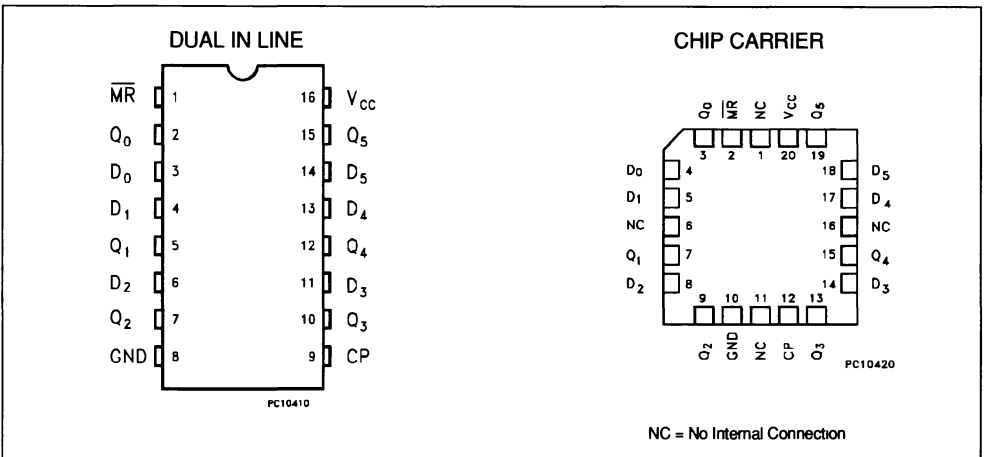 DUAL IN LINE
M̅R̅ 1 16 VCC
Q0 2 15 Q5
D0 3 14 D5
D1 4 13 D4
Q1 5 12 Q4
D2 6 11 D3
Q2 7 10 Q3
GND 8 9 CP
PC10410
CHIP CARRIER
Q0 M̅R̅ NC VCC Q5
3 2 1 20 19
D0 4 18 D5
D1 5 17 D4
NC 6 16 NC
Q1 7 15 Q4
D2 8 14 D3
9 10 11 12 13
Q2 GND NC CP Q3
PC10420
NC = No Internal Connection